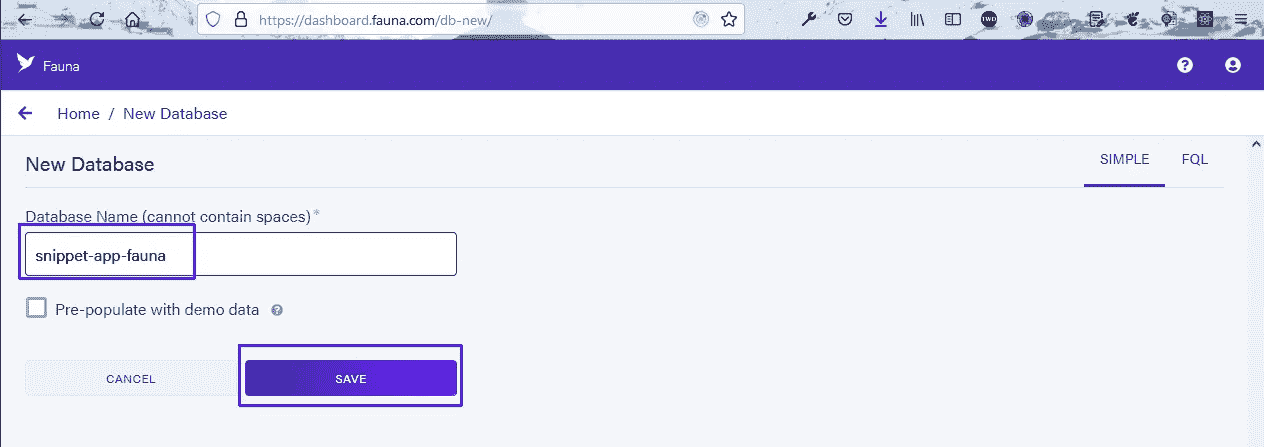 https://dashboard.fauna.com/db-new/
TWD
Fauna
Home / New Database
New Database
SIMPLE FQL
Database Name (cannot contain spaces)*
snippet-app-fauna
Pre-populate with demo data ?
CANCEL SAVE